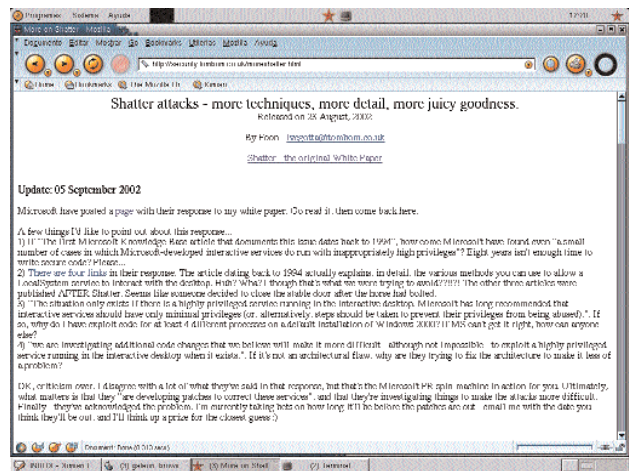 Programas Sistema Ayuda 12:28
More on Shatter - Mozilla
Documento Editar Mostrar Go Bookmarks Utilerías Mozilla Ayuda
Home Bookmarks The Mozilla Or
Shatter attacks - more techniques, more detail, more juicy goodness.
Released on 28 August, 2002
By Foon
Shatter - the original White Paper
Update: 05 September 2002
Microsoft have posted a page with their response to my white paper. Go read it, then come back here.
A few things I'd like to point out about this response...
1) If "The first Microsoft Knowledge Base article that documents this issue dates back to 1994", how come Microsoft have found even "a small
number of cases in which Microsoft-developed interactive services do run with inappropriately high privileges"? Eight years isn't enough time to
write secure code? Please...
2) There are four links in their response. The article dating back to 1994 actually explains, in detail, the various methods you can use to allow a
LocalSystem service to interact with the desktop. Huh? Wha? I though that's what we were trying to avoid???!?! The other three articles were
published AFTER Shatter. Seems like someone decided to close the stable door after the horse had bolted.
3) "The situation only exists if there is a highly privileged service running in the interactive desktop. Microsoft has long recommended that
interactive services should have only minimal privileges (or, alternatively, steps should be taken to prevent their privileges from being abused).". If
so, why do I have exploit code for at least 4 different processes on a default installation of Windows 2000? If MS can't get it right, how can anyone
else?
4) "we are investigating additional code changes that we believe will make it more difficult - although not impossible - to exploit a highly privileged
service running in the interactive desktop when it exists.". If it's not an architectural flaw, why are they trying to fix the architecture to make it less of
a problem?
OK, criticism over. I disagree with a lot of what they've said in that response, but that's the Microsoft PR spin machine in action for you. Ultimately,
what matters is that they "are developing patches to correct these services", and that they're investigating things to make the attacks more difficult.
Finally - they've acknowledged the problem. I'm currently taking bets on how long it'll be before the patches are out - email me with the date you
think they'll be out, and I'll think up a prize for the closest guess :)
Document: Done (0.313 secs)
(3) More on Shatt (2) Terminal